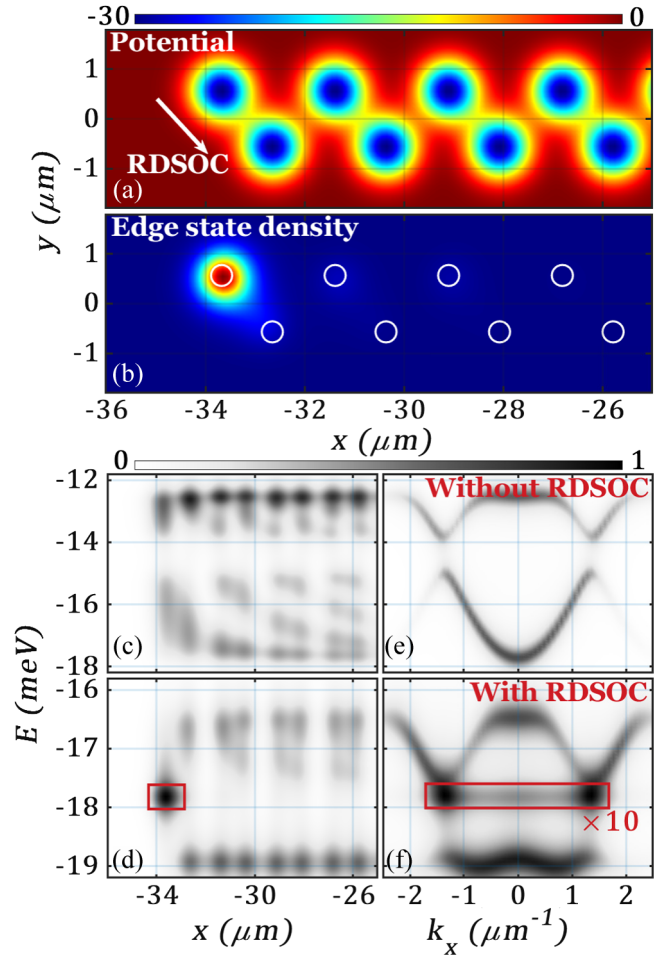 -30 0
Potential
1
0
-1
RDSOC
(a)
y (μm)
Edge state density
1
0
-1
(b)
-36 -34 -32 -30 -28 -26
x (μm)
0 1
-12
-14
-16
-18
(c)
Without RDSOC
(e)
E (meV)
-16
-17
-18
-19
(d)
With RDSOC
×10
(f)
-34 -30 -26
-2 -1 0 1 2
x (μm)
kx (μm-1)